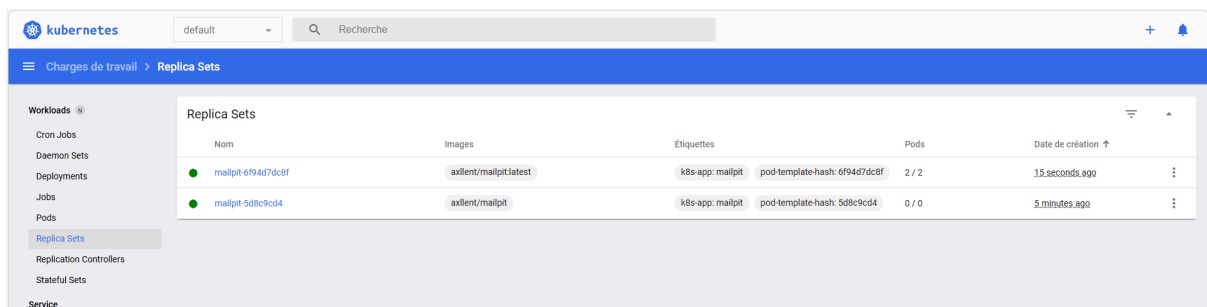 kubernetes default Recherche
Charges de travail > Replica Sets
Workloads N
Cron Jobs
Daemon Sets
Deployments
Jobs
Pods
Replica Sets
Replication Controllers
Stateful Sets
Service
Replica Sets
Nom Images Étiquettes Pods Date de création
mailpit-6f94d7dc8f axllent/mailpit:latest k8s-app: mailpit pod-template-hash: 6f94d7dc8f 2 / 2 15 seconds ago
mailpit-5d8c9cd4 axllent/mailpit k8s-app: mailpit pod-template-hash: 5d8c9cd4 0 / 0 5 minutes ago